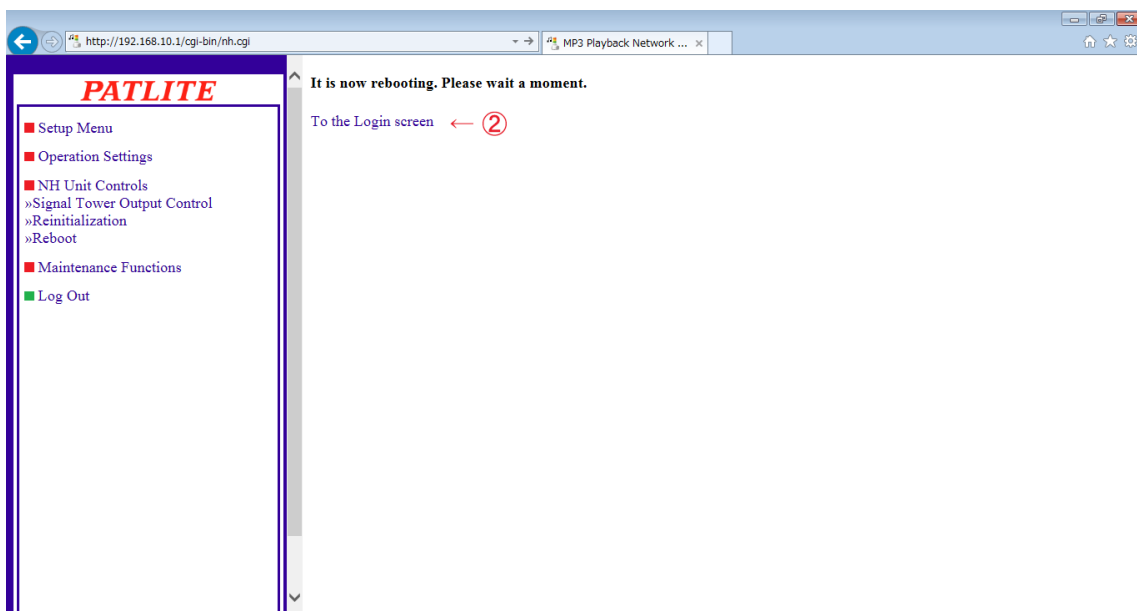 http://192.168.10.1/cgi-bin/nh.cgi
MP3 Playback Network ...
PATLITE
Setup Menu
Operation Settings
NH Unit Controls
»Signal Tower Output Control
»Reinitialization
»Reboot
Maintenance Functions
Log Out
It is now rebooting. Please wait a moment.
To the Login screen ← ②